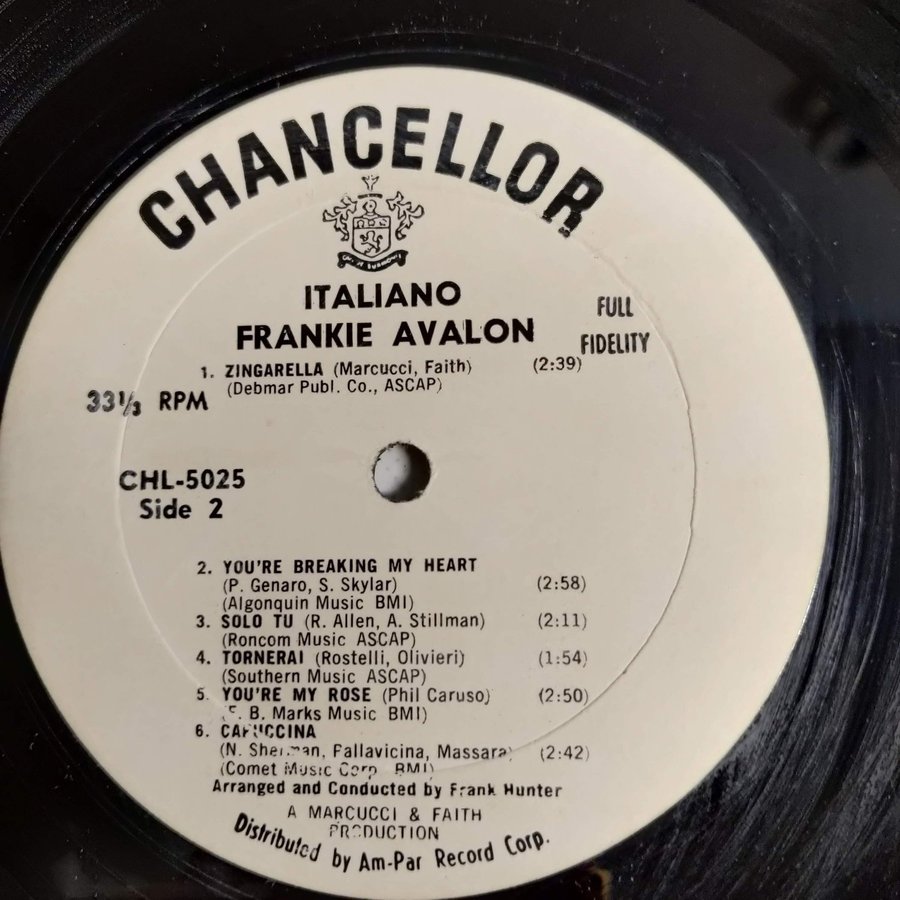 CHANCELLOR
ITALIANO
FRANKIE AVALON
FULL
FIDELITY
1. ZINGARELLA (Marcucci, Faith) (2:39)
(Debmar Publ. Co., ASCAP)
33⅓ RPM
CHL-5025
Side 2
2. YOU'RE BREAKING MY HEART
(P. Genaro, S. Skylar) (2:58)
(Algonquin Music BMI)
3. SOLO TU (R. Allen, A. Stillman) (2:11)
(Roncom Music ASCAP)
4. TORNERAI (Rostelli, Olivieri) (1:54)
(Southern Music ASCAP)
5. YOU'RE MY ROSE (Phil Caruso) (2:50)
B. Marks Music BMI)
6. CAPUCCINA
(N. Sherman, Pallavicina, Massara) (2:42)
(Comet Music Corp. BMI)
Arranged and Conducted by Frank Hunter
A MARCUCCI & FAITH
PRODUCTION
Distributed by Am-Par Record Corp.